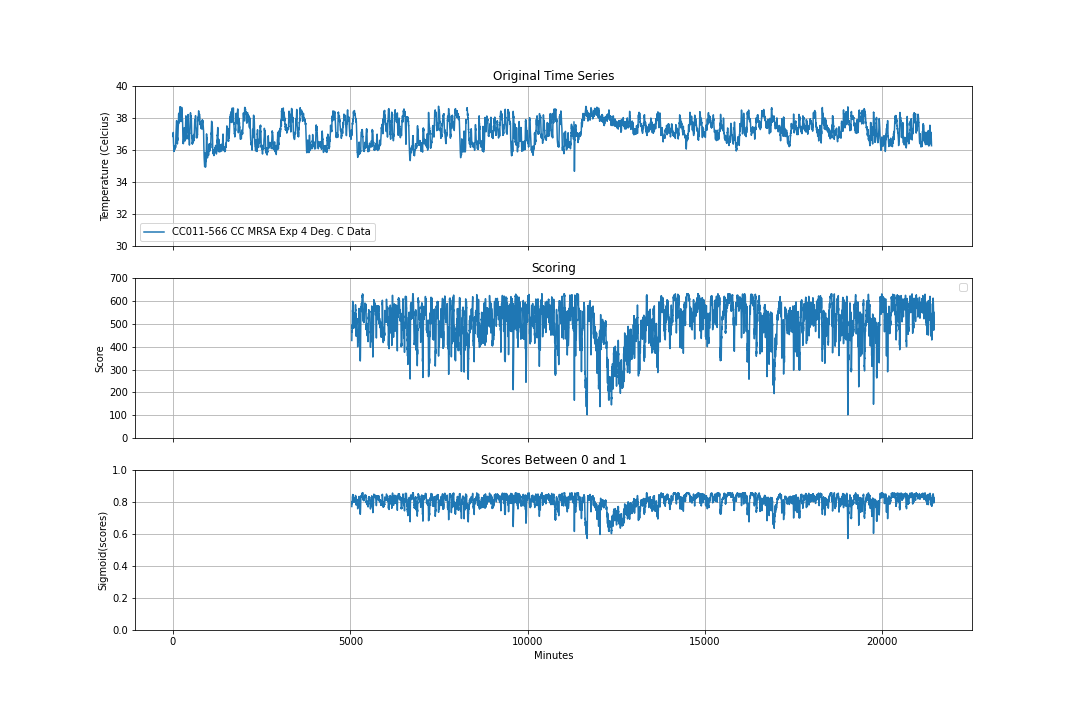 Original Time Series
40
38
36
34
32
30
Temperature (Celcius)
CC011-566 CC MRSA Exp 4 Deg. C Data
Scoring
700
600
500
400
300
200
100
0
Score
Scores Between 0 and 1
1.0
0.8
0.6
0.4
0.2
0.0
Sigmoid(scores)
0 5000 10000 15000 20000
Minutes